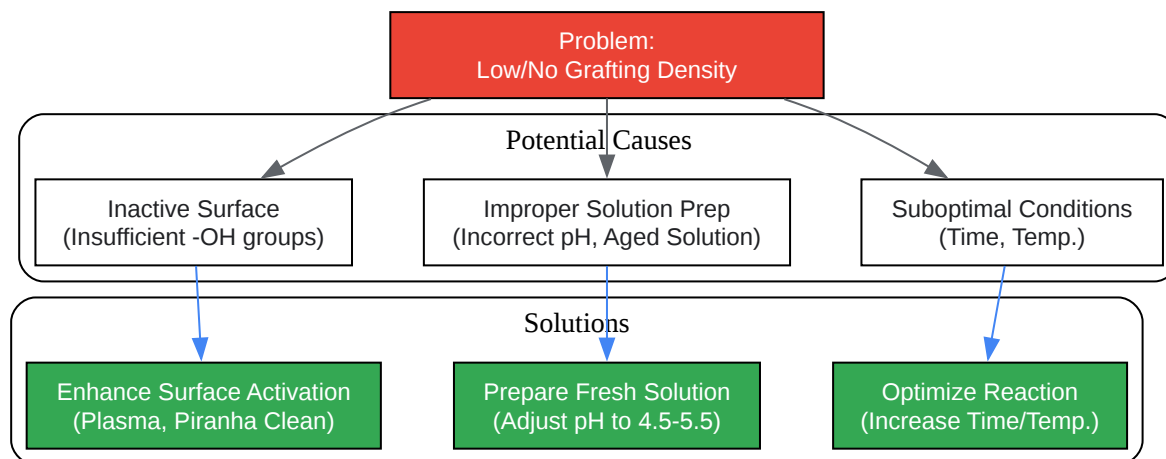 Problem:
Low/No Grafting Density
Potential Causes
Inactive Surface
(Insufficient -OH groups)
Improper Solution Prep
(Incorrect pH, Aged Solution)
Suboptimal Conditions
(Time, Temp.)
Solutions
Enhance Surface Activation
(Plasma, Piranha Clean)
Prepare Fresh Solution
(Adjust pH to 4.5-5.5)
Optimize Reaction
(Increase Time/Temp.)